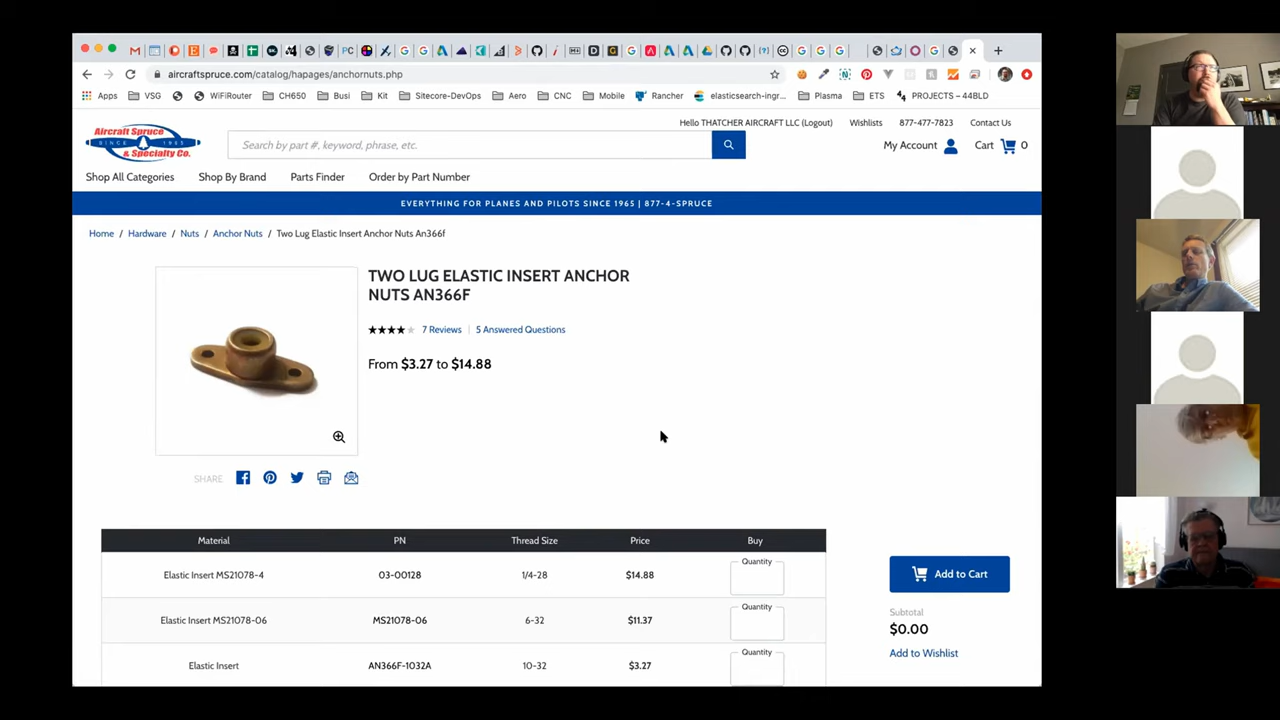 PC
aircraftspruce.com/catalog/hapages/anchornuts.php
Apps VSG WiFiRouter CH650 Busi Kit Sitecore-DevOps Aero CNC Mobile Rancher elasticsearch-ingr... Plasma ETS PROJECTS – 44BLD
Hello THATCHER AIRCRAFT LLC (Logout) Wishlists 877-477-7823 Contact Us
Aircraft Spruce
SINCE 1965
& Specialty Co.
Search by part #, keyword, phrase, etc.
My Account Cart 0
Shop All Categories Shop By Brand Parts Finder Order by Part Number
EVERYTHING FOR PLANES AND PILOTS SINCE 1965 | 877-4-SPRUCE
Home / Hardware / Nuts / Anchor Nuts / Two Lug Elastic Insert Anchor Nuts An366f
TWO LUG ELASTIC INSERT ANCHOR
NUTS AN366F
7 Reviews | 5 Answered Questions
From $3.27 to $14.88
SHARE
Material PN Thread Size Price Buy
Quantity
Elastic Insert MS21078-4 03-00128 1/4-28 $14.88
Quantity
Elastic Insert MS21078-06 MS21078-06 6-32 $11.37
Quantity
Elastic Insert AN366F-1032A 10-32 $3.27
Add to Cart
Subtotal
$0.00
Add to Wishlist